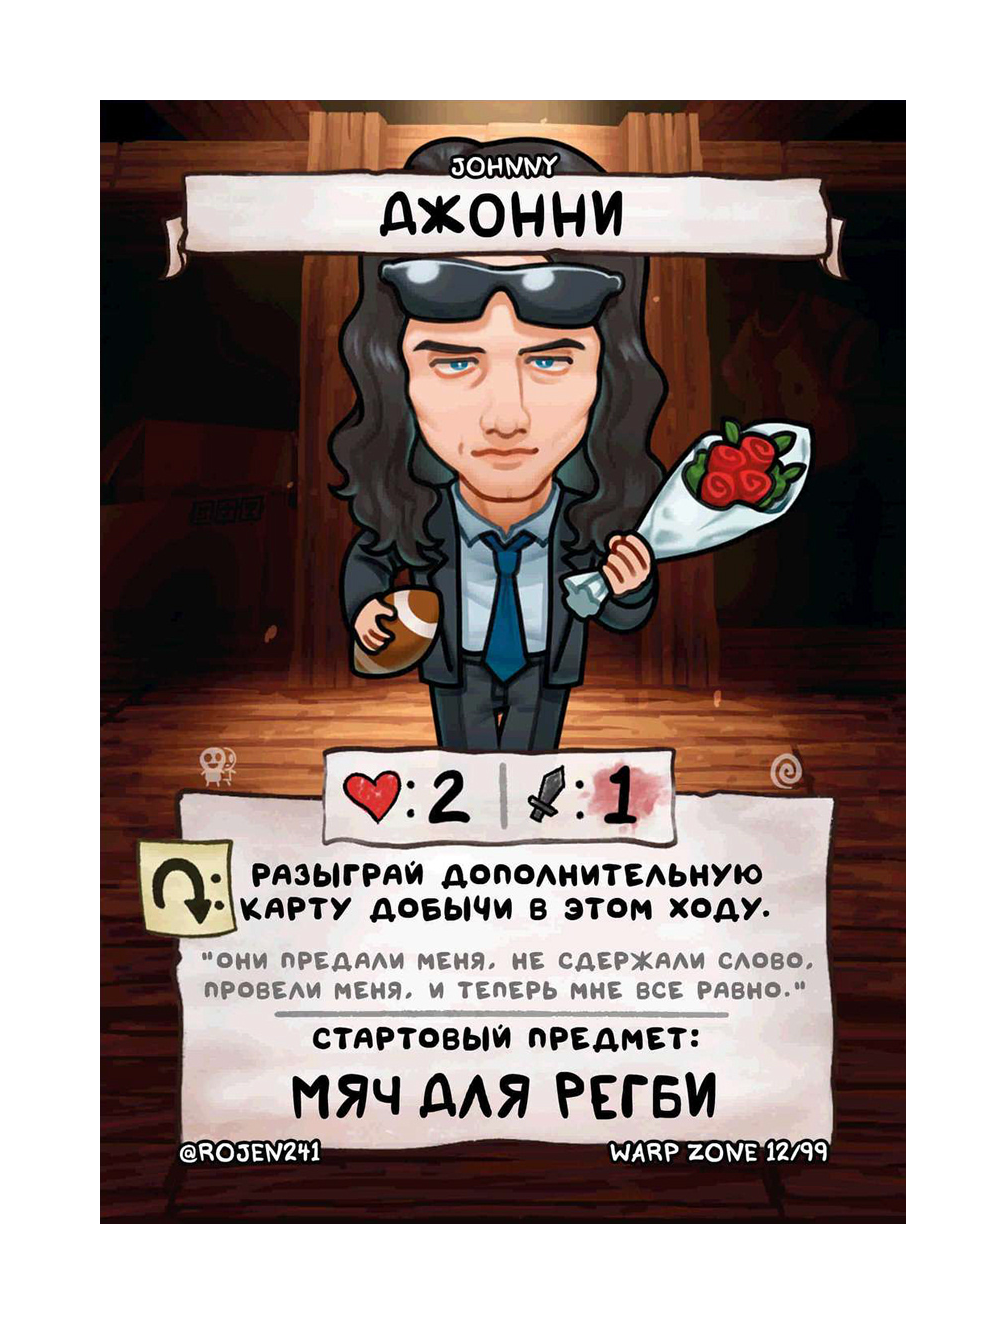 JOHNNY
ДЖОННИ
:2 | :1
РАЗЫГРАЙ ДОПОЛНИТЕЛЬНУЮ
КАРТУ ДОБЫЧИ В ЭТОМ ХОДУ.
"ОНИ ПРЕДАЛИ МЕНЯ, НЕ СДЕРЖАЛИ СЛОВО,
ПРОВЕЛИ МЕНЯ, И ТЕПЕРЬ МНЕ ВСЕ РАВНО."
СТАРТОВЫЙ ПРЕДМЕТ:
МЯЧ ДЛЯ РЕГБИ
@ROJEN241 WARP ZONE 12/99